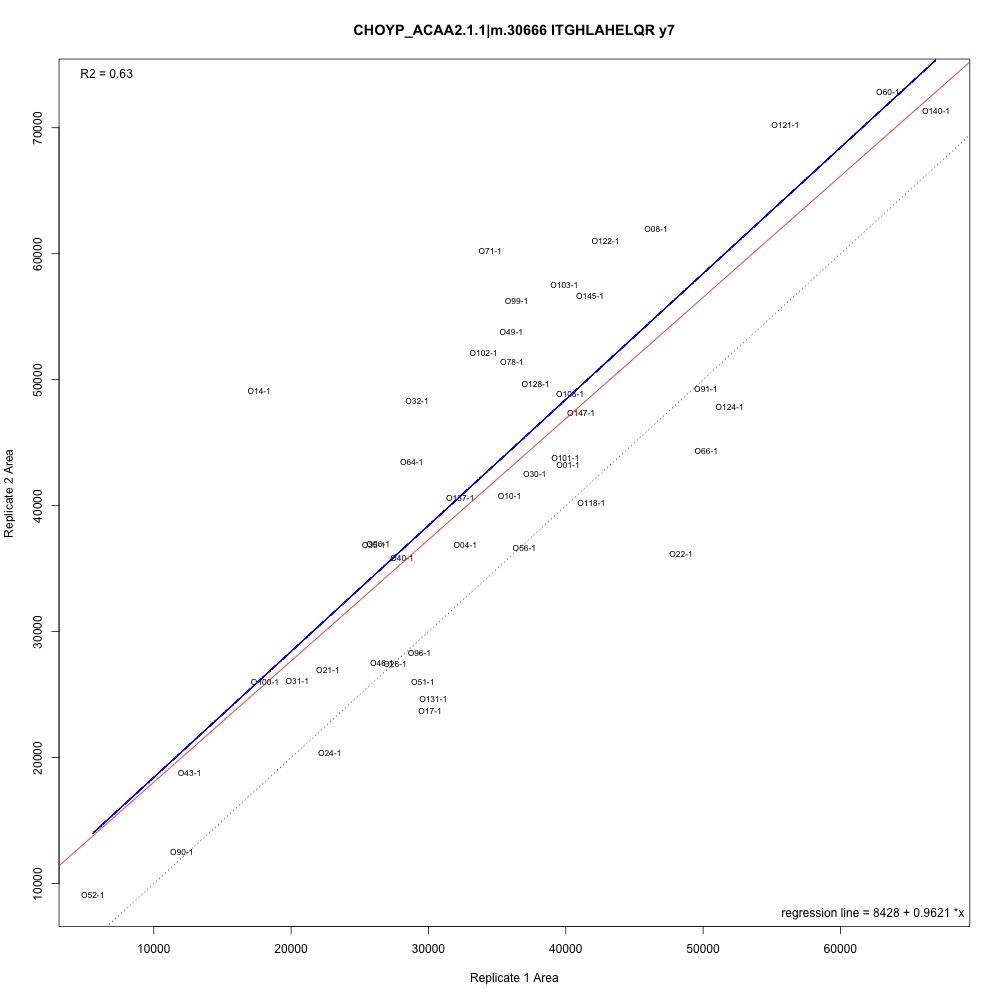 CHOYP_ACAA2.1.1|m.30666 ITGHLAHELQR y7
R2 = 0.63
O60-1
O140-1
O121-1
O08-1
O122-1
O71-1
O103-1
O145-1
O99-1
O49-1
O102-1
O78-1
O128-1
O14-1
O91-1
O32-1
O124-1
O147-1
O66-1
O101-1
O64-1
O01-1
O30-1
O10-1
O137-1
O118-1
O04-1
O56-1
O40-1
O22-1
O96-1
O46-1
O26-1
O21-1
O100-1
O31-1
O51-1
O131-1
O17-1
O24-1
O43-1
O90-1
O52-1
regression line = 8428 + 0.9621 *x
10000
20000
30000
40000
50000
60000
70000
Replicate 2 Area
10000 20000 30000 40000 50000 60000
Replicate 1 Area